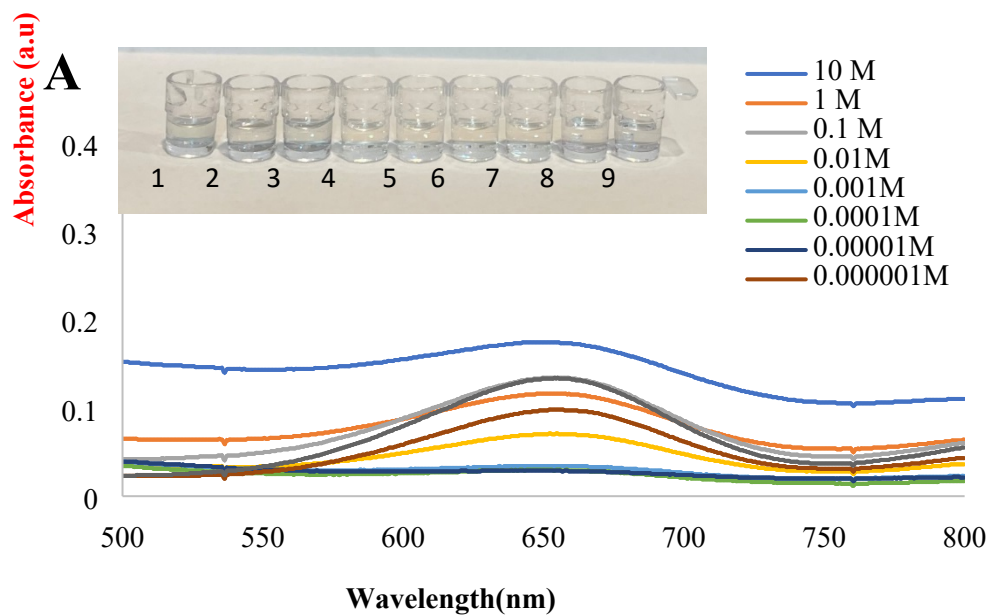 Absorbance (a.u)
A
1 2 3 4 5 6 7 8 9
0.4
0.3
0.2
0.1
0
500 550 600 650 700 750 800
Wavelength(nm)
10 M
1 M
0.1 M
0.01M
0.001M
0.0001M
0.00001M
0.000001M